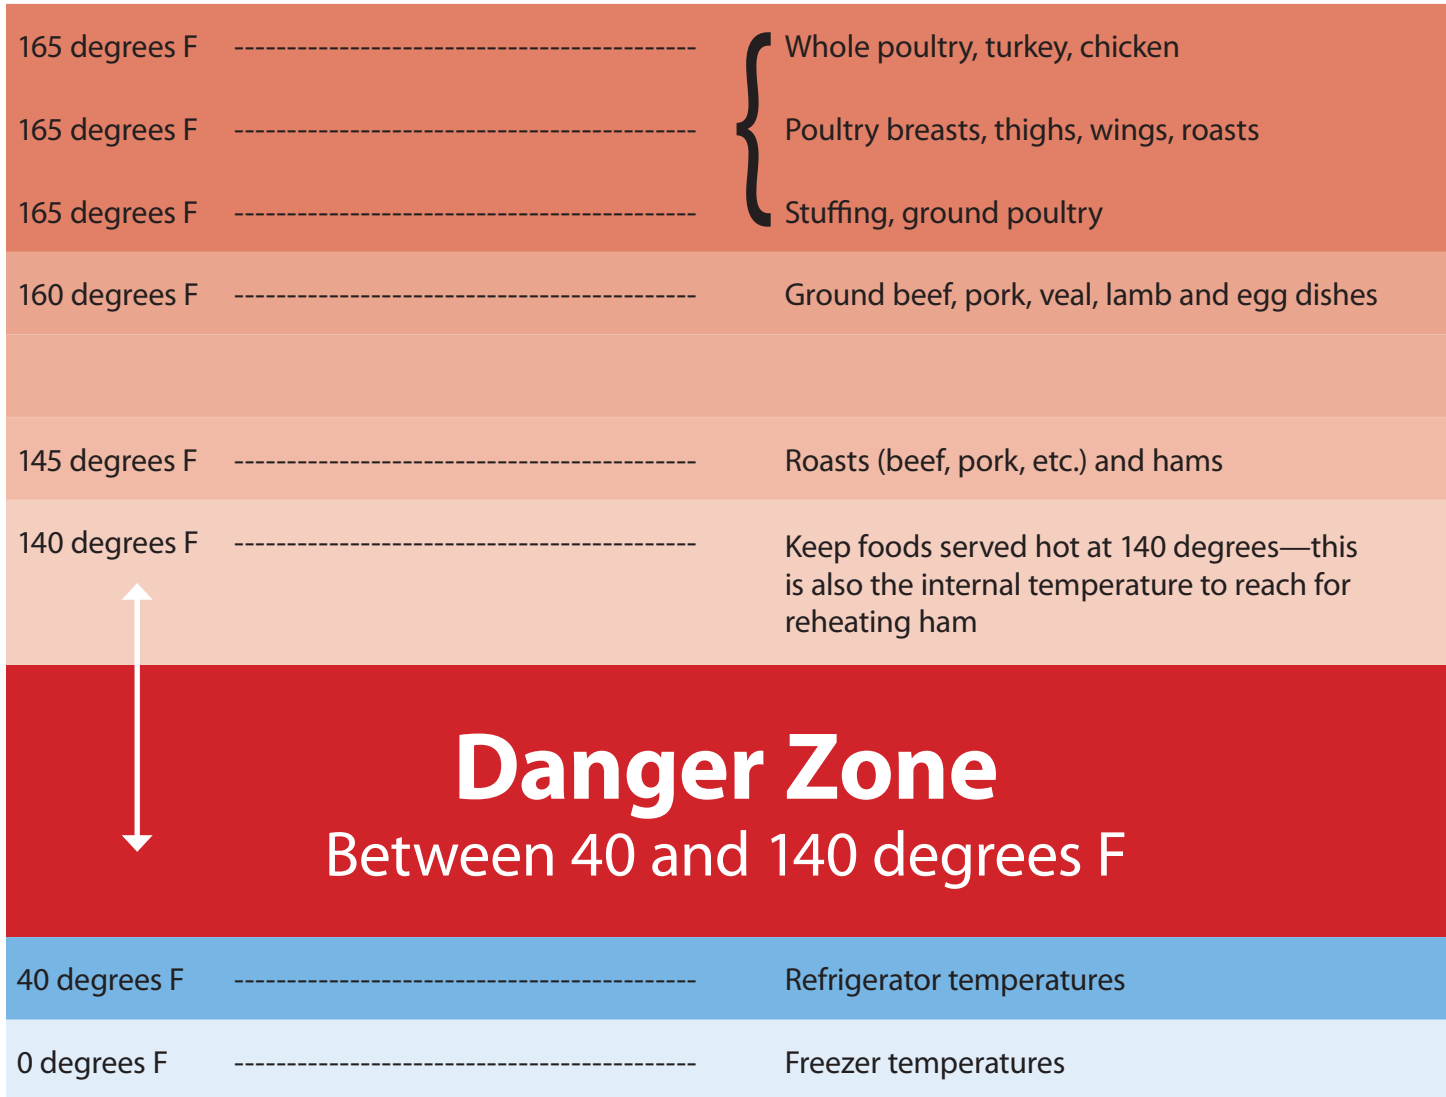 165 degrees F -------------------------------------------- Whole poultry, turkey, chicken
165 degrees F -------------------------------------------- Poultry breasts, thighs, wings, roasts
165 degrees F -------------------------------------------- Stuffing, ground poultry
160 degrees F -------------------------------------------- Ground beef, pork, veal, lamb and egg dishes
145 degrees F -------------------------------------------- Roasts (beef, pork, etc.) and hams
140 degrees F -------------------------------------------- Keep foods served hot at 140 degrees—this
is also the internal temperature to reach for
reheating ham
Danger Zone
Between 40 and 140 degrees F
40 degrees F -------------------------------------------- Refrigerator temperatures
0 degrees F -------------------------------------------- Freezer temperatures